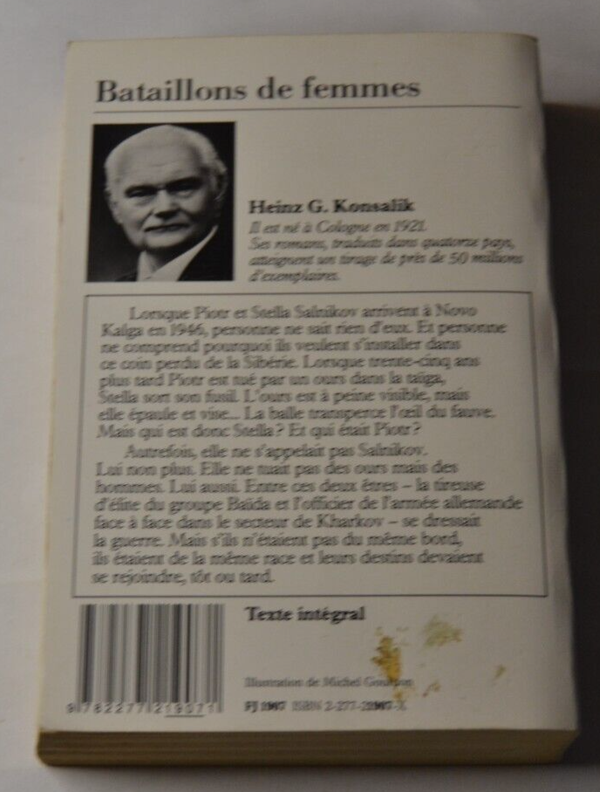 Bataillons de femmes
Heinz G. Konsalik
Il est né à Cologne en 1921.
Ses romans, traduits dans quatorze pays,
atteignent un tirage de près de 50 millions
d'exemplaires.
Lorsque Piotr et Stella Salnikov arrivent à Novo
Kalga en 1946, personne ne sait rien d'eux. Et personne
ne comprend pourquoi ils veulent s'installer dans
ce coin perdu de la Sibérie. Lorsque trente-cinq ans
plus tard Piotr est tué par un ours dans la taïga,
Stella sort son fusil. L'ours est à peine visible, mais
elle épaule et vise... La balle transperce l'œil du fauve.
Mais qui est donc Stella ? Et qui était Piotr ?
Autrefois, elle ne s'appelait pas Salnikov.
Lui non plus. Elle ne tuait pas des ours mais des
hommes. Lui aussi. Entre ces deux êtres – la tireuse
d'élite du groupe Baïda et l'officier de l'armée allemande
face à face dans le secteur de Kharkov – se dressait
la guerre. Mais s'ils n'étaient pas du même bord,
ils étaient de la même race et leurs destins devaient
se rejoindre, tôt ou tard.
Texte intégral
Illustration de Michel
9 782277 219071
FJ 1907 ISBN 2-277-21907-X